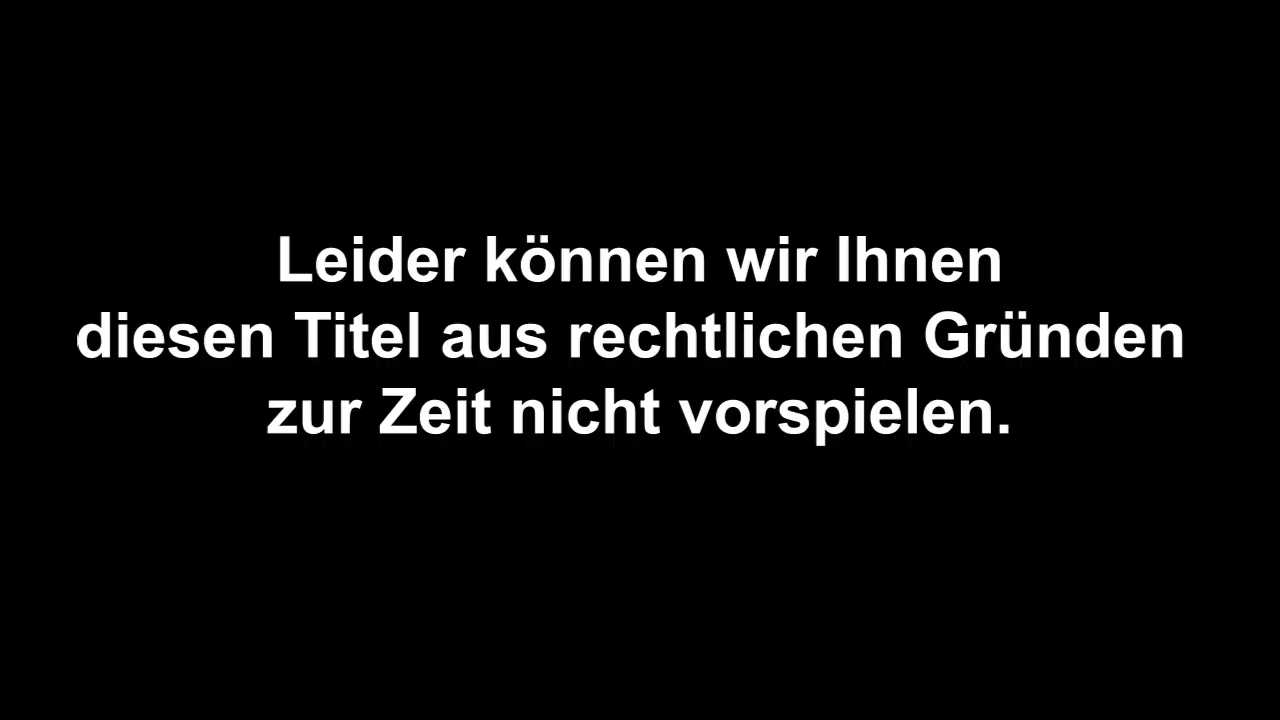 Leider können wir Ihnen
diesen Titel aus rechtlichen Gründen
zur Zeit nicht vorspielen.